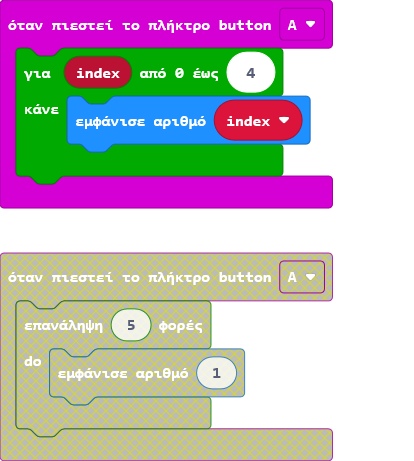 όταν πιεστεί το πλήκτρο button A
για index από 0 έως 4
κάνε
εμφάνισε αριθμό index
όταν πιεστεί το πλήκτρο button A
επανάληψη 5 φορές
do
εμφάνισε αριθμό 1